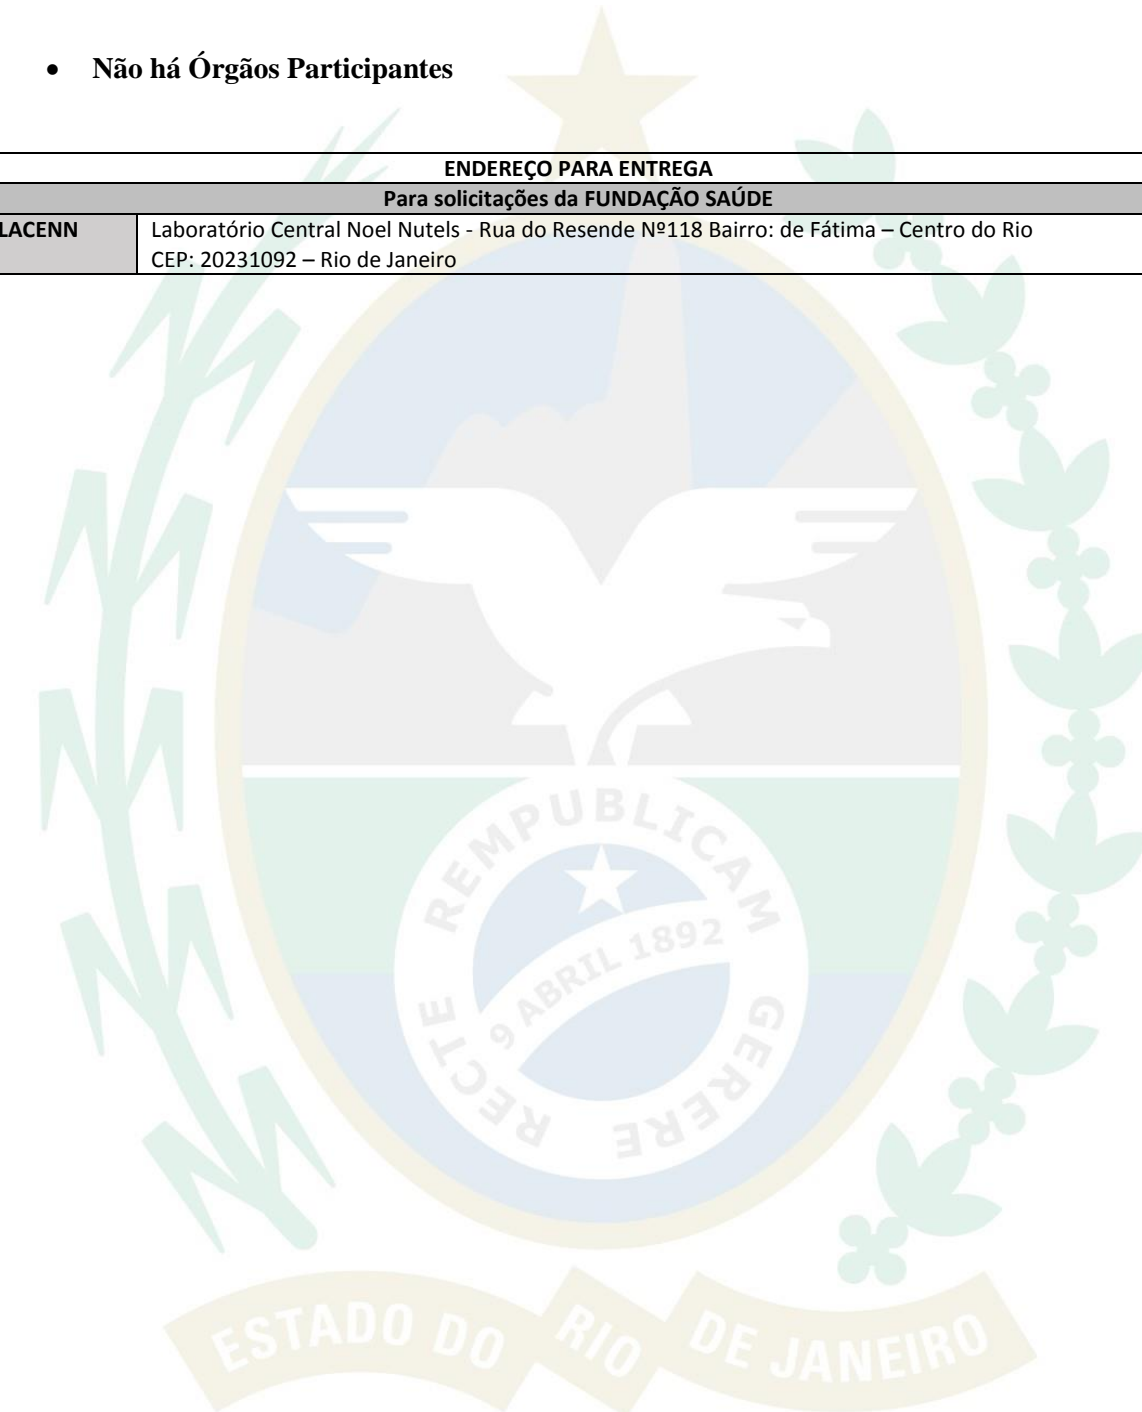 • Não há Órgãos Participantes
ENDEREÇO PARA ENTREGA
Para solicitações da FUNDAÇÃO SAÚDE
LACENN
Laboratório Central Noel Nutels - Rua do Resende Nº118 Bairro: de Fátima – Centro do Rio
CEP: 20231092 – Rio de Janeiro
REMPUBLICAM
9 ABRIL 1892
RECTE GERERE
ESTADO DO RIO DE JANEIRO